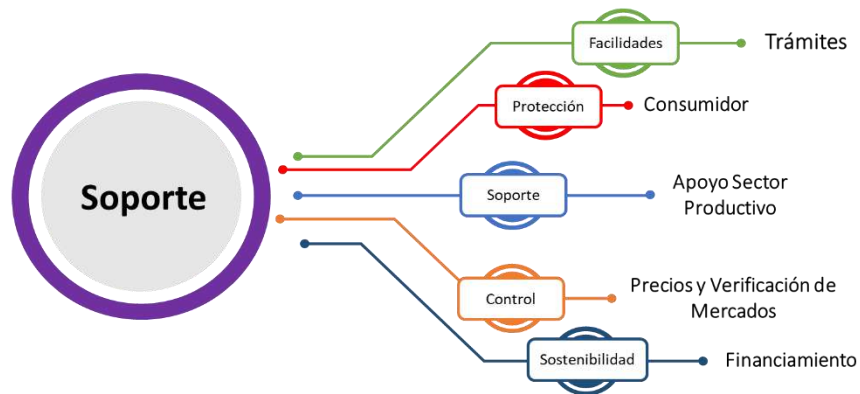 Soporte
Facilidades
Trámites
Protección
Consumidor
Soporte
Apoyo Sector
Productivo
Control
Precios y Verificación de
Mercados
Sostenibilidad
Financiamiento